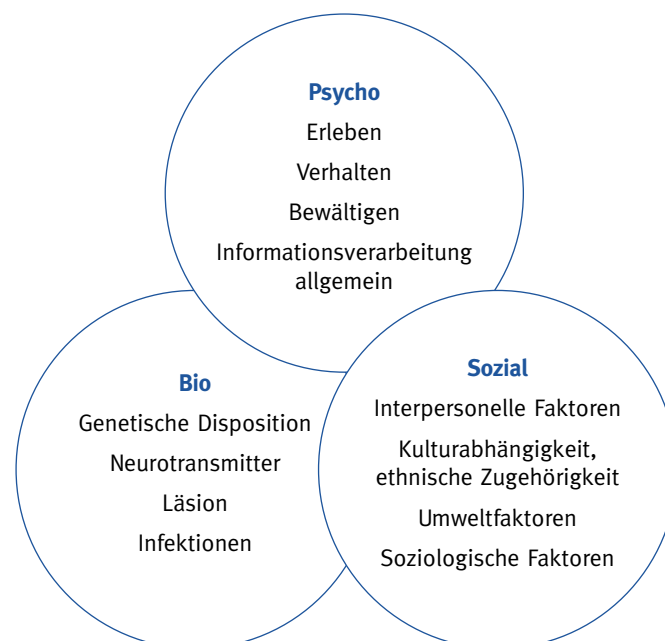 Psycho
Erleben
Verhalten
Bewältigen
Informationsverarbeitung
allgemein
Bio
Genetische Disposition
Neurotransmitter
Läsion
Infektionen
Sozial
Interpersonelle Faktoren
Kulturabhängigkeit,
ethnische Zugehörigkeit
Umweltfaktoren
Soziologische Faktoren